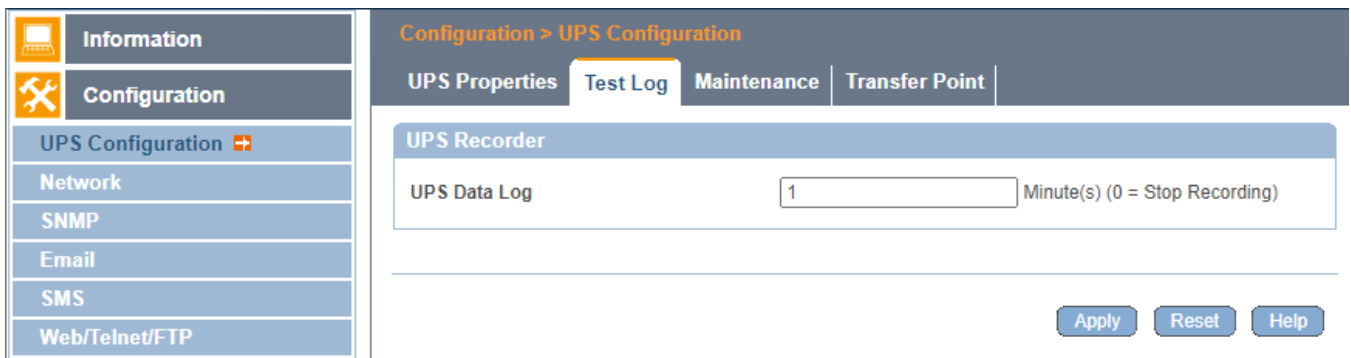 Information
Configuration
UPS Configuration
Network
SNMP
Email
SMS
Web/Telnet/FTP
Configuration > UPS Configuration
UPS Properties Test Log Maintenance Transfer Point
UPS Recorder
UPS Data Log 1 Minute(s) (0 = Stop Recording)
Apply Reset Help